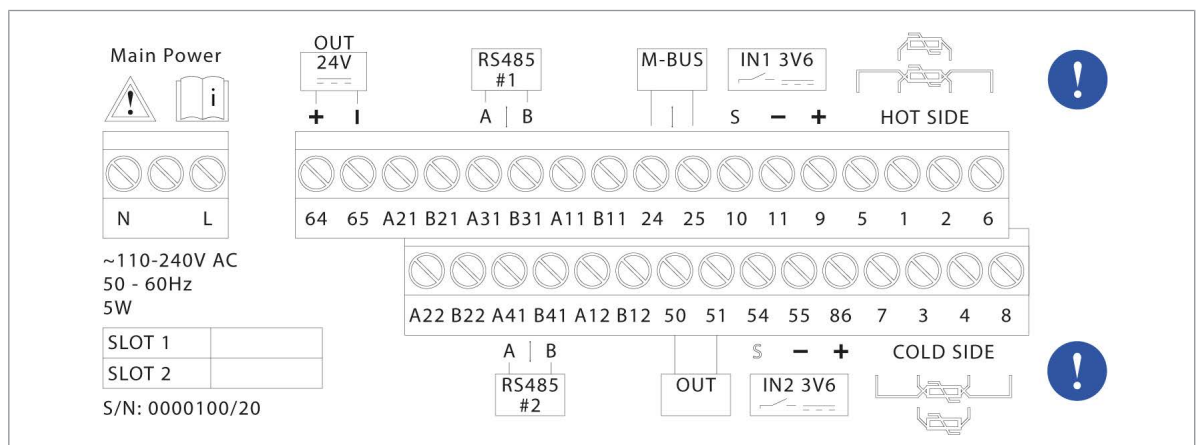 Main Power
OUT
24V
RS485
#1
M-BUS
IN1 3V6
!
i
+ I
A B
S − +
HOT SIDE
!
N L
64 65 A21 B21 A31 B31 A11 B11 24 25 10 11 9 5 1 2 6
~110-240V AC
50 - 60Hz
5W
A22 B22 A41 B41 A12 B12 50 51 54 55 86 7 3 4 8
SLOT 1
SLOT 2
A B
S − +
COLD SIDE
RS485
#2
OUT
IN2 3V6
!
S/N: 0000100/20